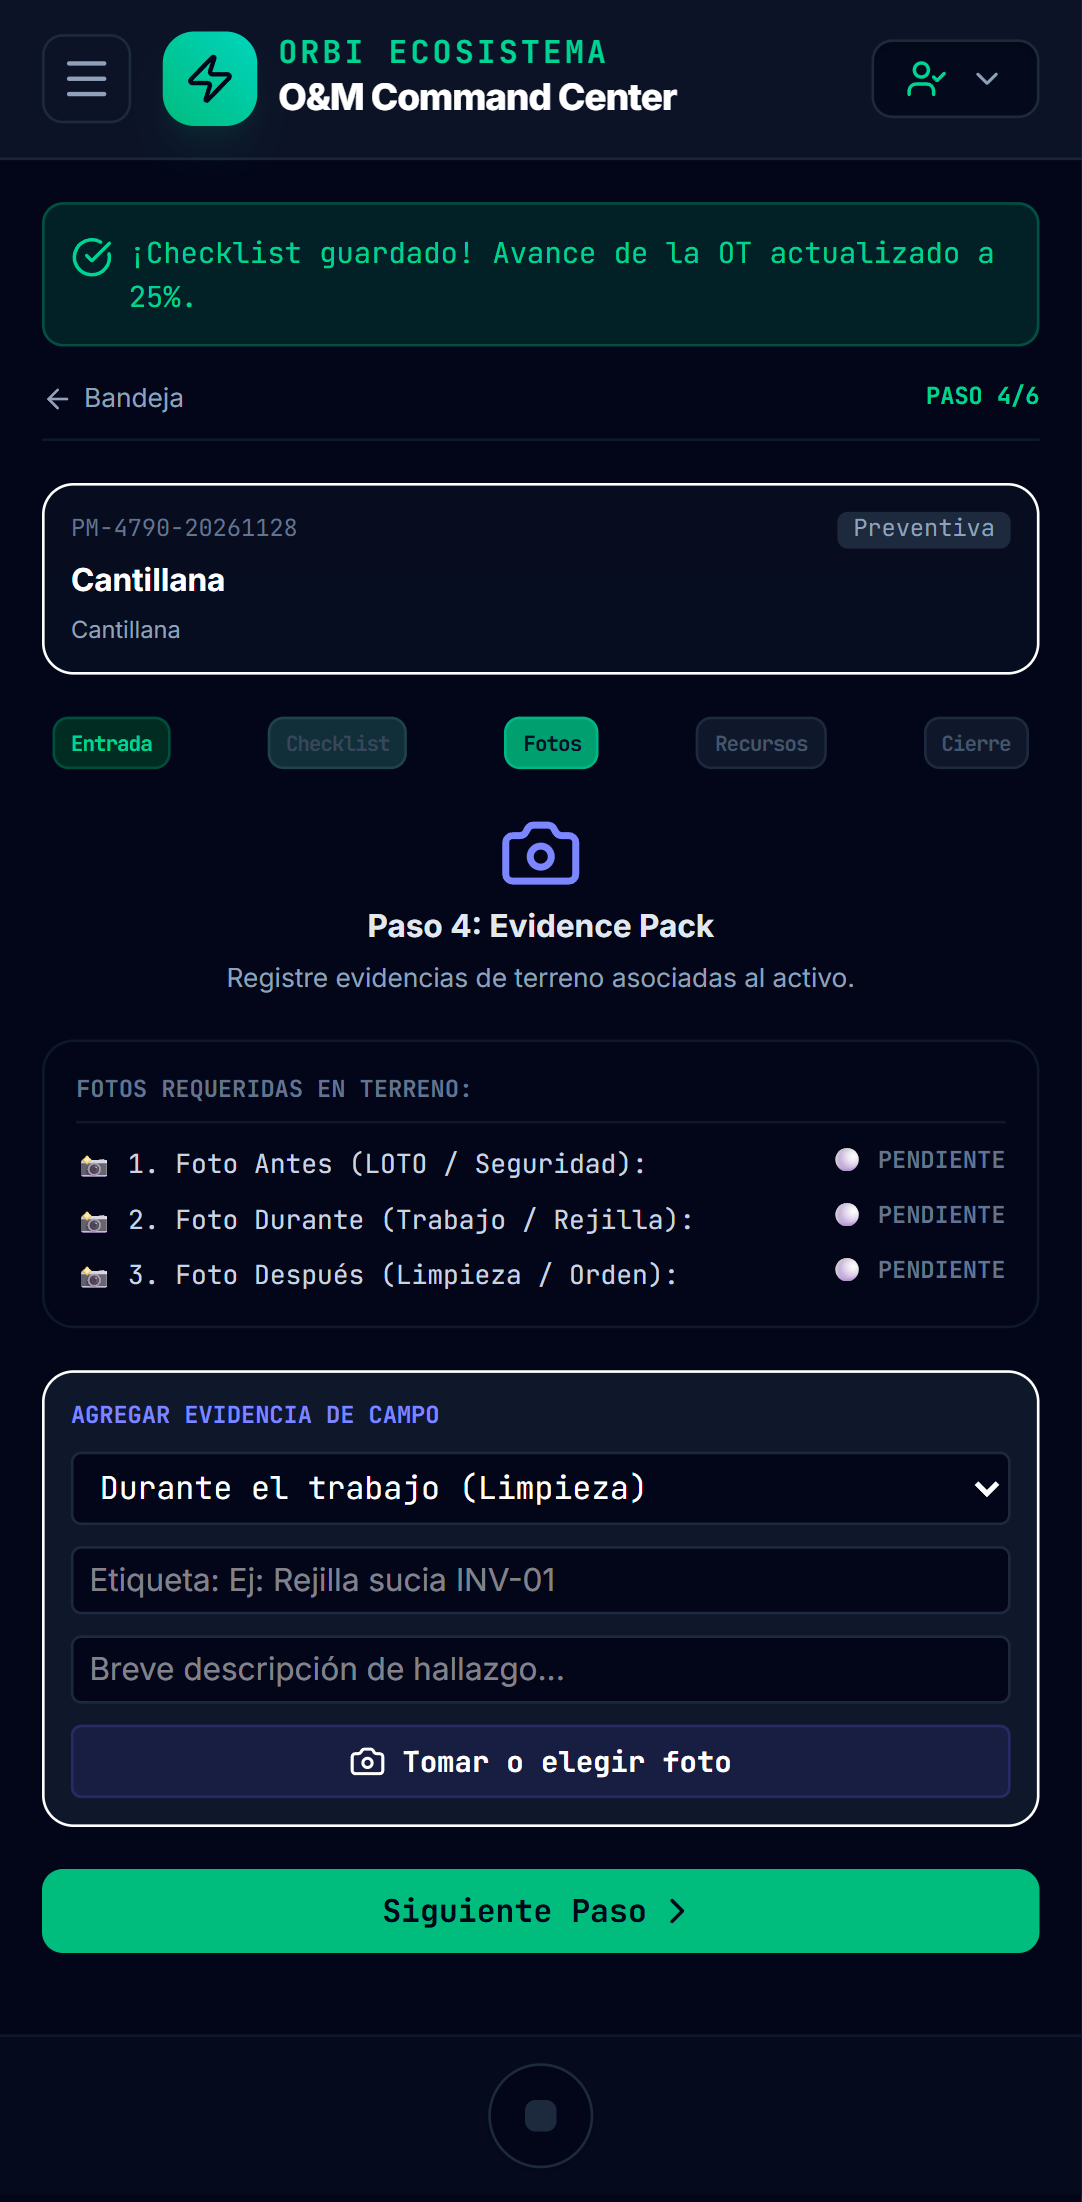 ORBI ECOSISTEMA
O&M Command Center
¡Checklist guardado! Avance de la OT actualizado a
25%.
Bandeja
PASO 4/6
PM-4790-20261128
Preventiva
Cantillana
Cantillana
Entrada
Checklist
Fotos
Recursos
Cierre
Paso 4: Evidence Pack
Registre evidencias de terreno asociadas al activo.
FOTOS REQUERIDAS EN TERRENO:
1. Foto Antes (LOTO / Seguridad):
PENDIENTE
2. Foto Durante (Trabajo / Rejilla):
PENDIENTE
3. Foto Después (Limpieza / Orden):
PENDIENTE
AGREGAR EVIDENCIA DE CAMPO
Durante el trabajo (Limpieza)
Etiqueta: Ej: Rejilla sucia INV-01
Breve descripción de hallazgo...
Tomar o elegir foto
Siguiente Paso